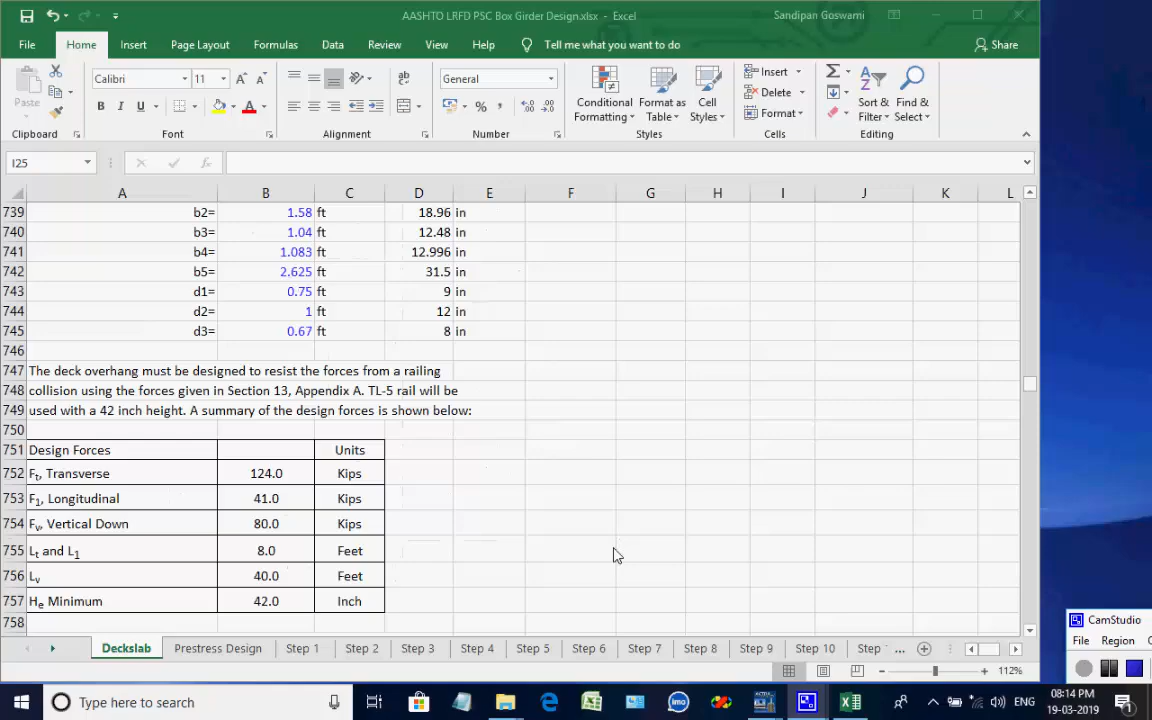 AASHTO LRFD PSC Box Girder Design.xlsx - Excel
Sandipan Goswami
File Home Insert Page Layout Formulas Data Review View Help Tell me what you want to do Share
Calibri 11 General
Paste
B I U A
Conditional Formatting
Format as Table
Cell Styles
Insert
Delete
Format
Sort & Filter
Find & Select
Clipboard Font Alignment Number Styles Cells Editing
I25 fx
A B C D E F G H I J K L
739 b2= 1.58 ft 18.96 in
740 b3= 1.04 ft 12.48 in
741 b4= 1.083 ft 12.996 in
742 b5= 2.625 ft 31.5 in
743 d1= 0.75 ft 9 in
744 d2= 1 ft 12 in
745 d3= 0.67 ft 8 in
746
747 The deck overhang must be designed to resist the forces from a railing
748 collision using the forces given in Section 13, Appendix A. TL-5 rail will be
749 used with a 42 inch height. A summary of the design forces is shown below:
750
751 Design Forces Units
752 Ft, Transverse 124.0 Kips
753 F1, Longitudinal 41.0 Kips
754 Fv, Vertical Down 80.0 Kips
755 Lt and L1 8.0 Feet
756 Lv 40.0 Feet
757 He Minimum 42.0 Inch
758
Deckslab Prestress Design Step 1 Step 2 Step 3 Step 4 Step 5 Step 6 Step 7 Step 8 Step 9 Step 10 Step ...
112%
CamStudio
File Region
Type here to search
ENG
08:14 PM
19-03-2019